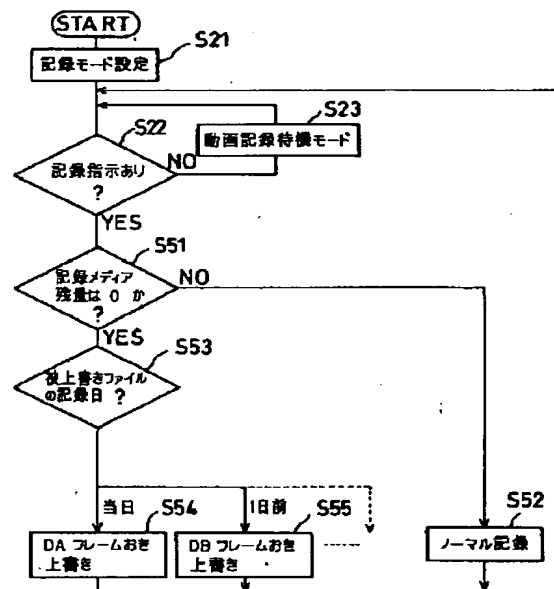 START
S21
記録モード設定
S23
動画記録待機モード
S22
記録指示あり
?
NO
YES
S51
記録メディア
残量は 0 か
?
NO
YES
S53
被上書きファイル
の記録日 ?
当日
S54
1日前
S55
S52
DA フレームおき
上書き
DB フレームおき
上書き
ノーマル記録